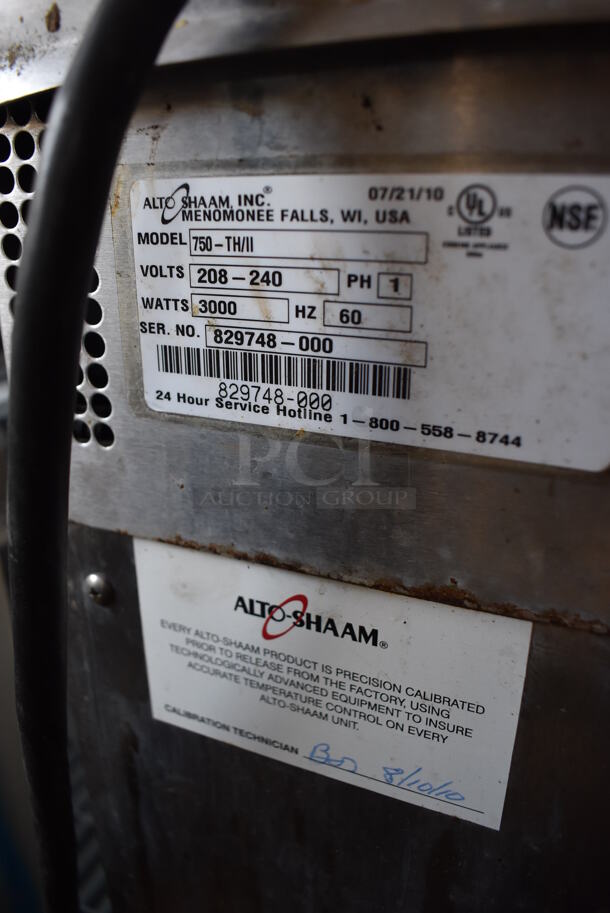 ALTO SHAAM, INC.® 07/21/10
MENOMONEE FALLS, WI, USA
C UL US
LISTED
NSF
MODEL 750-TH/II
VOLTS 208-240 PH 1
WATTS 3000 HZ 60
SER. NO. 829748-000
829748-000
24 Hour Service Hotline 1-800-558-8744
PCI
AUCTION GROUP
ALTO-SHAAM®
EVERY ALTO-SHAAM PRODUCT IS PRECISION CALIBRATED
PRIOR TO RELEASE FROM THE FACTORY, USING
TECHNOLOGICALLY ADVANCED EQUIPMENT TO INSURE
ACCURATE TEMPERATURE CONTROL ON EVERY
ALTO-SHAAM UNIT.
CALIBRATION TECHNICIAN 8/10/10